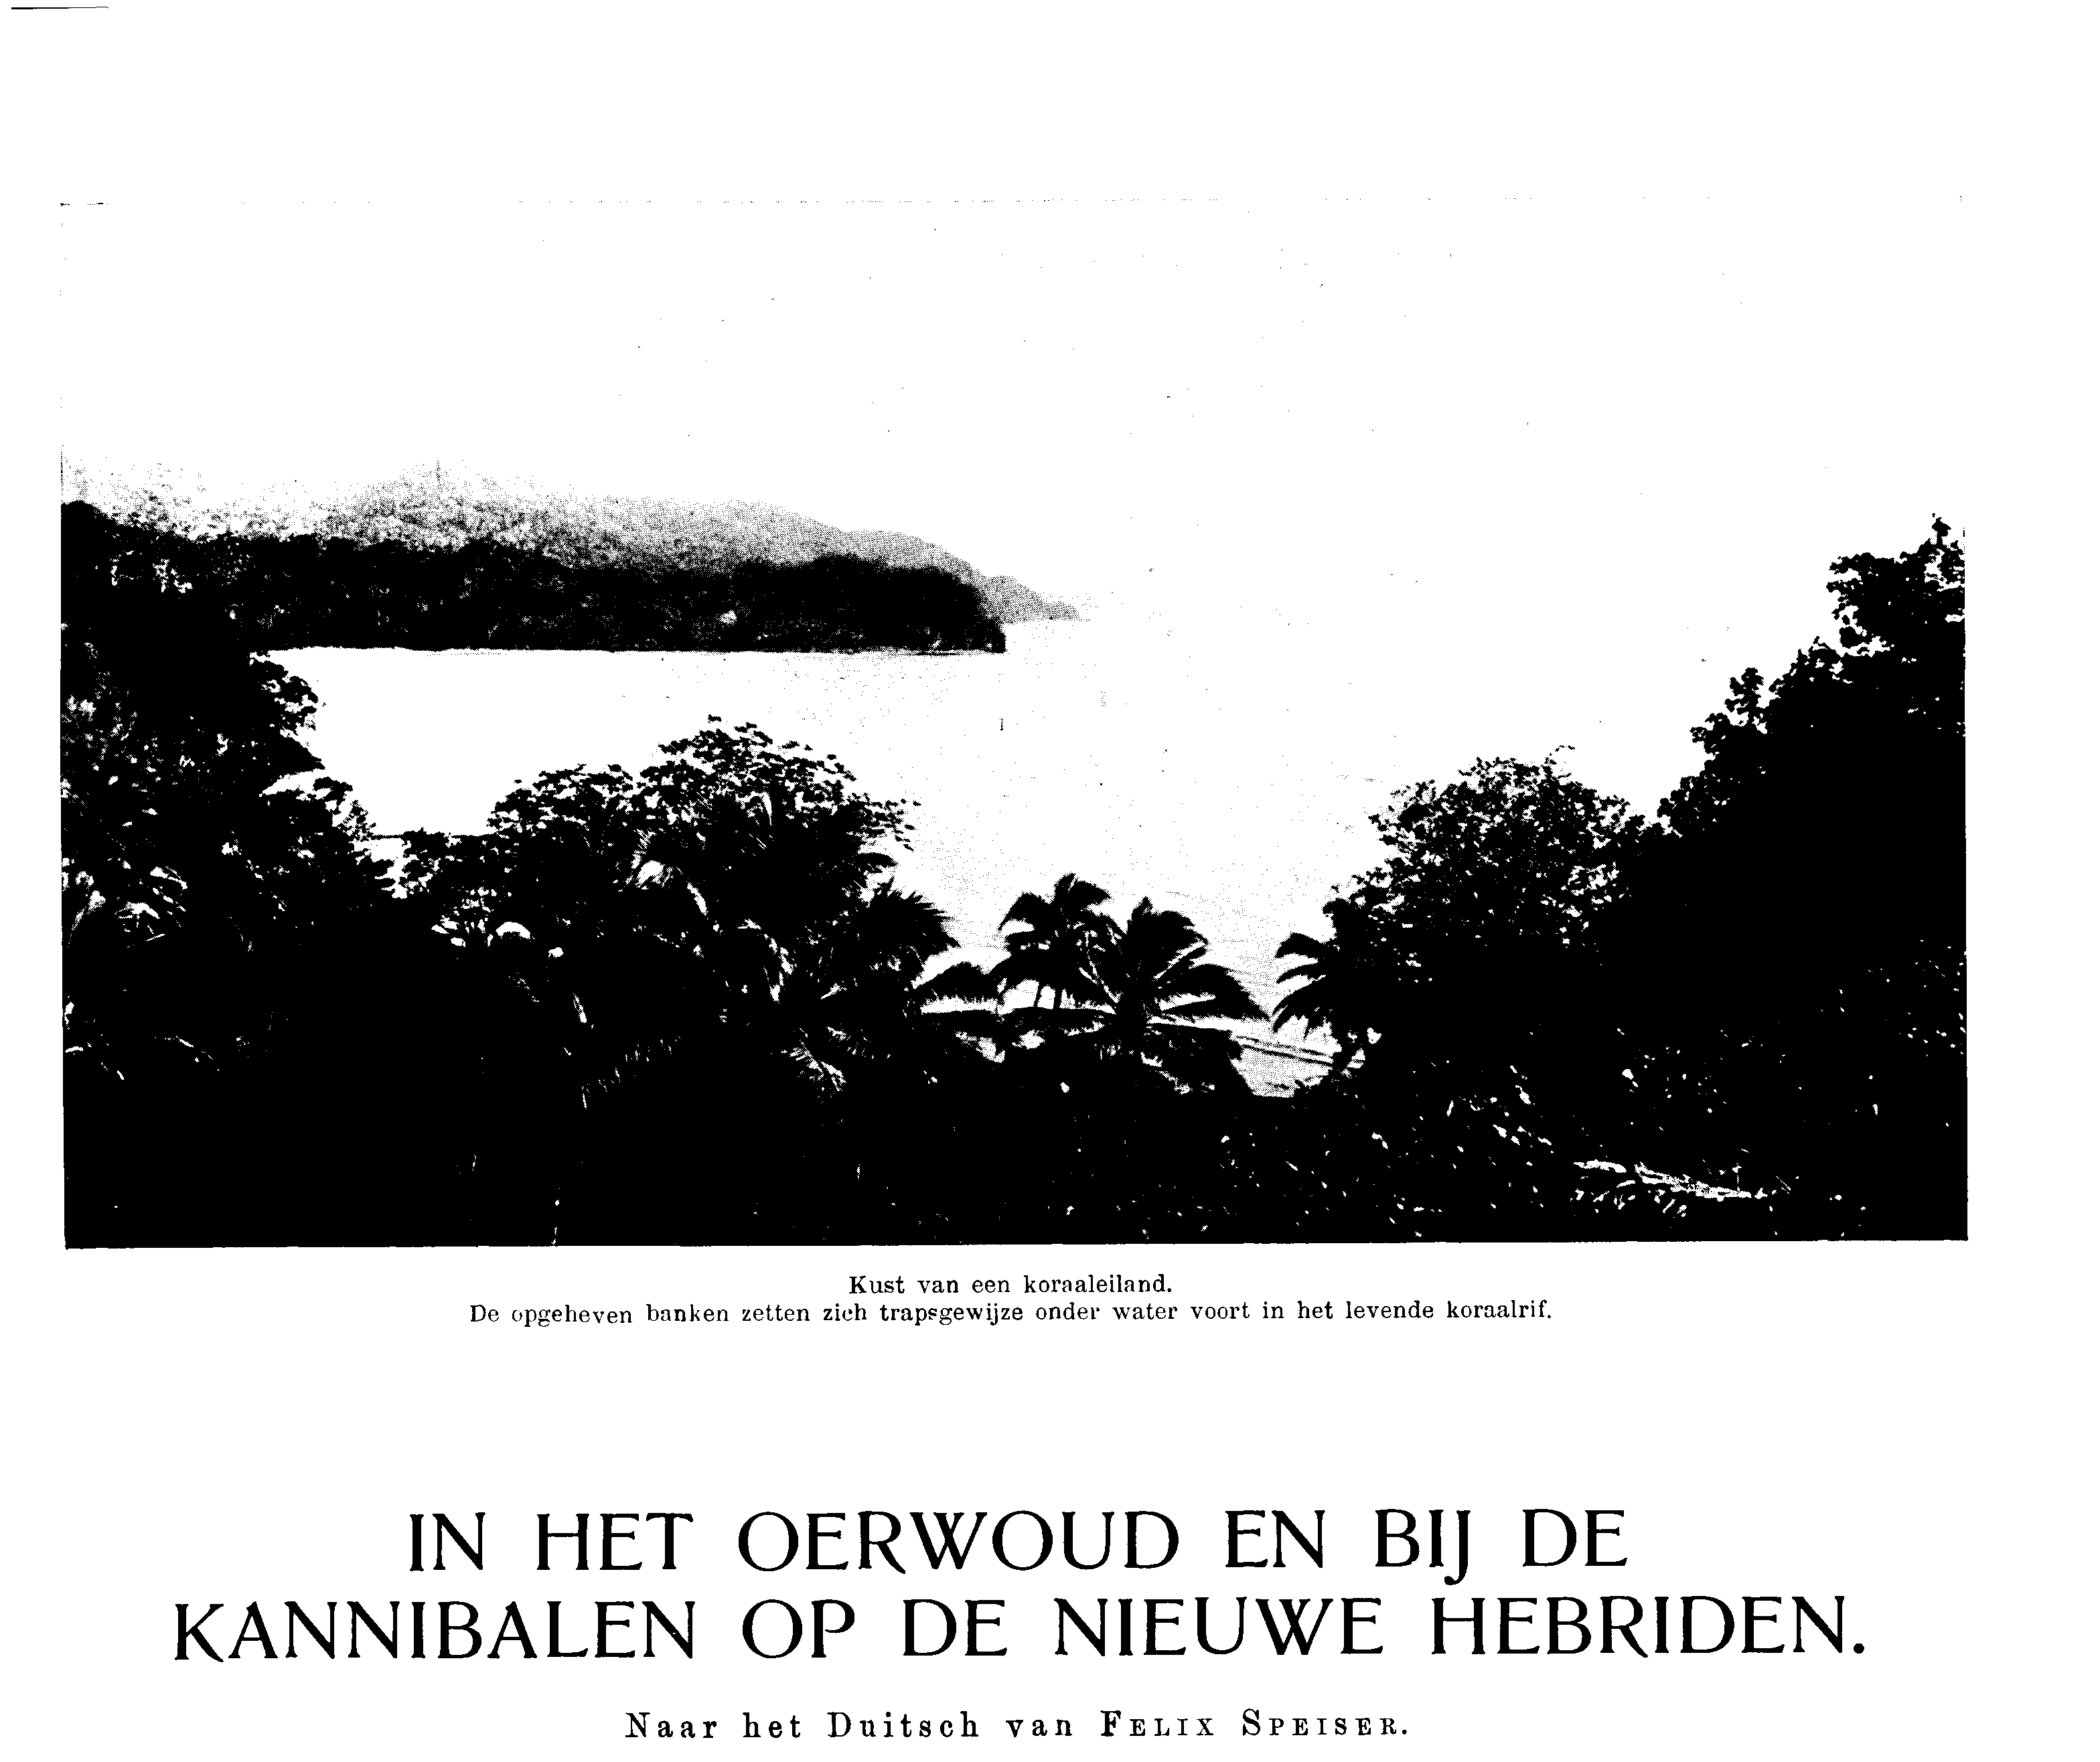 Kust van een koraaleiland.
De opgeheven banken zetten zich trapsgewijze onder water voort in het levende koraalrif.
IN HET OERWOUD EN BIJ DE
KANNIBALEN OP DE NIEUWE HEBRIDEN.
Naar het Duitsch van FELIX SPEISER.